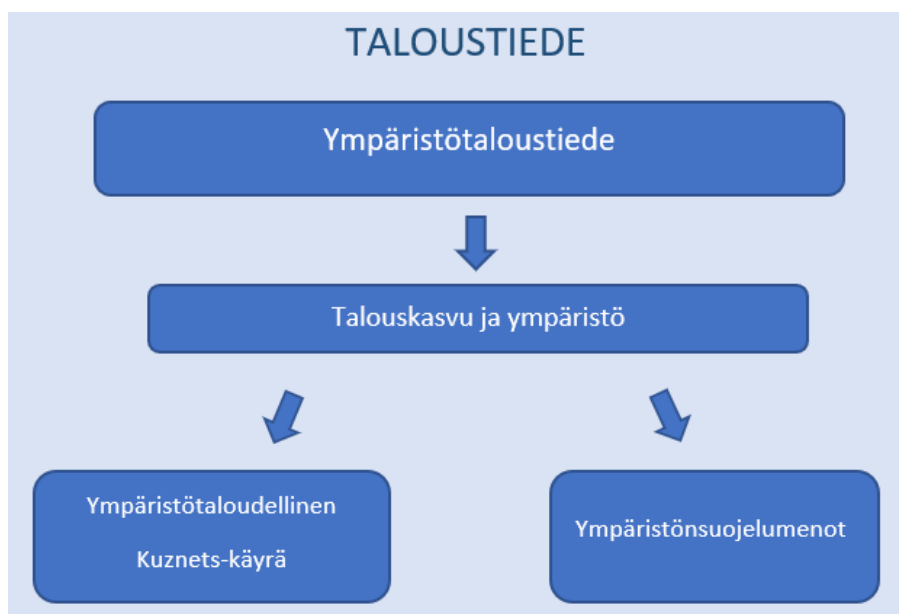 TALOUSTIEDE
Ympäristötaloustiede
Talouskasvu ja ympäristö
Ympäristötaloudellinen
Kuznets-käyrä
Ympäristönsuojelumenot